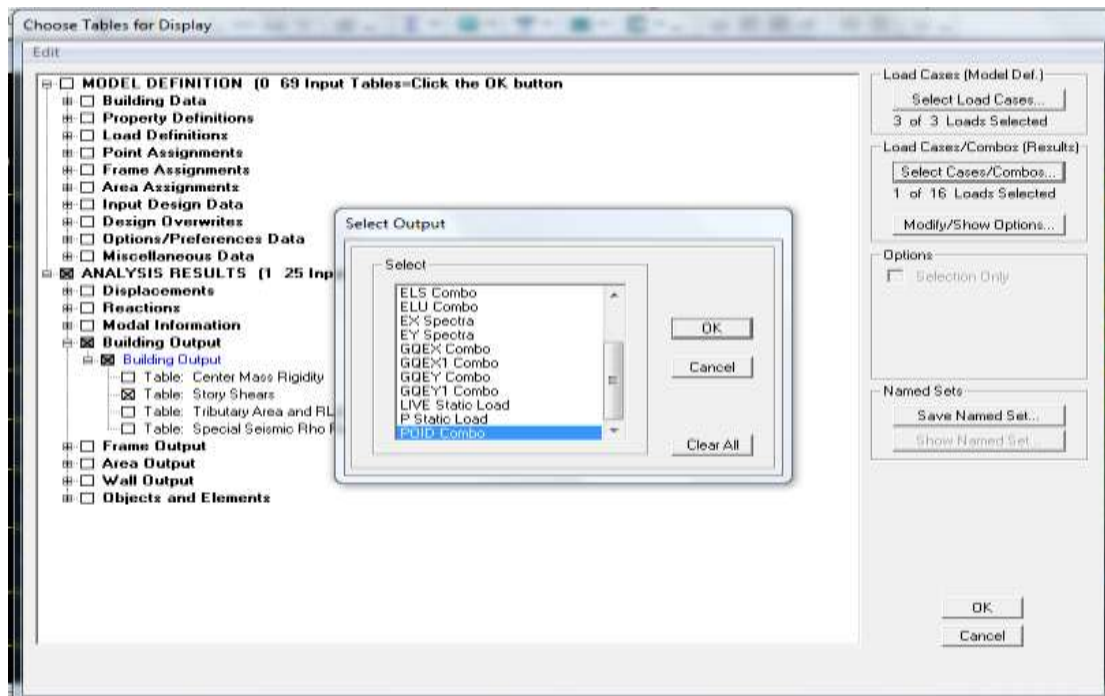 Choose Tables for Display
Edit
MODEL DEFINITION (0 69 Input Tables=Click the OK button
Building Data
Property Definitions
Load Definitions
Point Assignments
Frame Assignments
Area Assignments
Input Design Data
Design Overwrites
Options/Preferences Data
Miscellaneous Data
ANALYSIS RESULTS (1 25 Inp
Displacements
Reactions
Modal Information
Building Output
Building Output
Table: Center Mass Rigidity
Table: Story Shears
Table: Tributary Area and RL
Table: Special Seismic Rho F
Frame Output
Area Output
Wall Output
Objects and Elements
Select Output
Select
ELS Combo
ELU Combo
EX Spectra
EY Spectra
GQEX Combo
GQEX1 Combo
GQEY Combo
GQEY1 Combo
LIVE Static Load
P Static Load
POID Combo
OK
Cancel
Clear All
Load Cases (Model Def.)
Select Load Cases...
3 of 3 Loads Selected
Load Cases/Combos (Results)
Select Cases/Combos...
1 of 16 Loads Selected
Modify/Show Options...
Options
Selection Only
Named Sets
Save Named Set...
Show Named Set...
OK
Cancel